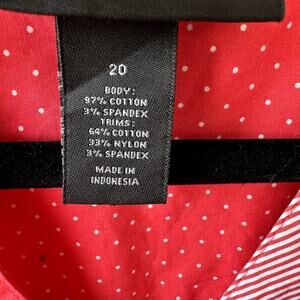 20
BODY:
97% COTTON
3% SPANDEX
TRIMS:
64% COTTON
33% NYLON
3% SPANDEX
MADE IN
INDONESIA